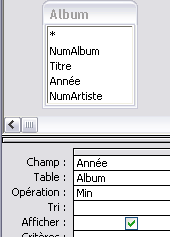 Album
*
NumAlbum
Titre
Année
NumArtiste
Champ : Année
Table : Album
Opération : Min
Tri :
Afficher :
Critères :